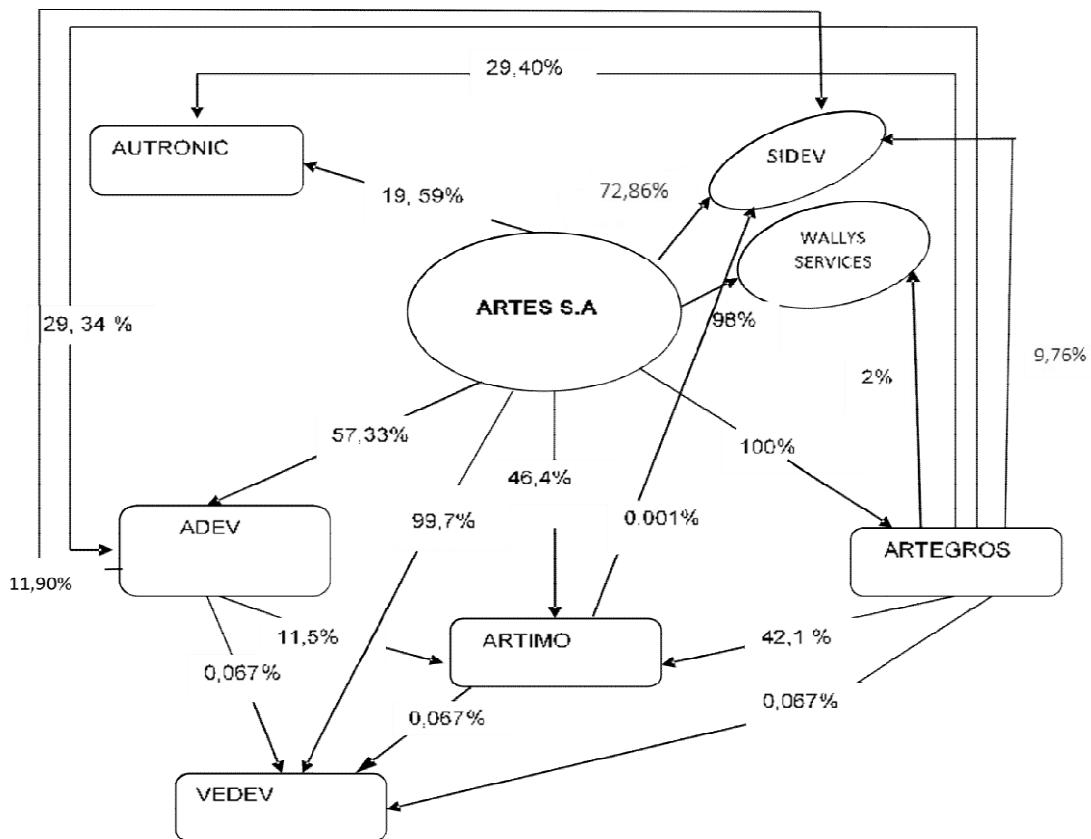 29,40%
AUTRONIC
SIDEV
19, 59%
72,86%
WALLYS
SERVICES
ARTES S.A
98%
29, 34 %
9,76%
2%
57,33%
100%
46,4%
99,7%
0.001%
ADEV
ARTEGROS
11,90%
11,5%
ARTIMO
42,1 %
0,067%
0,067%
0,067%
VEDEV